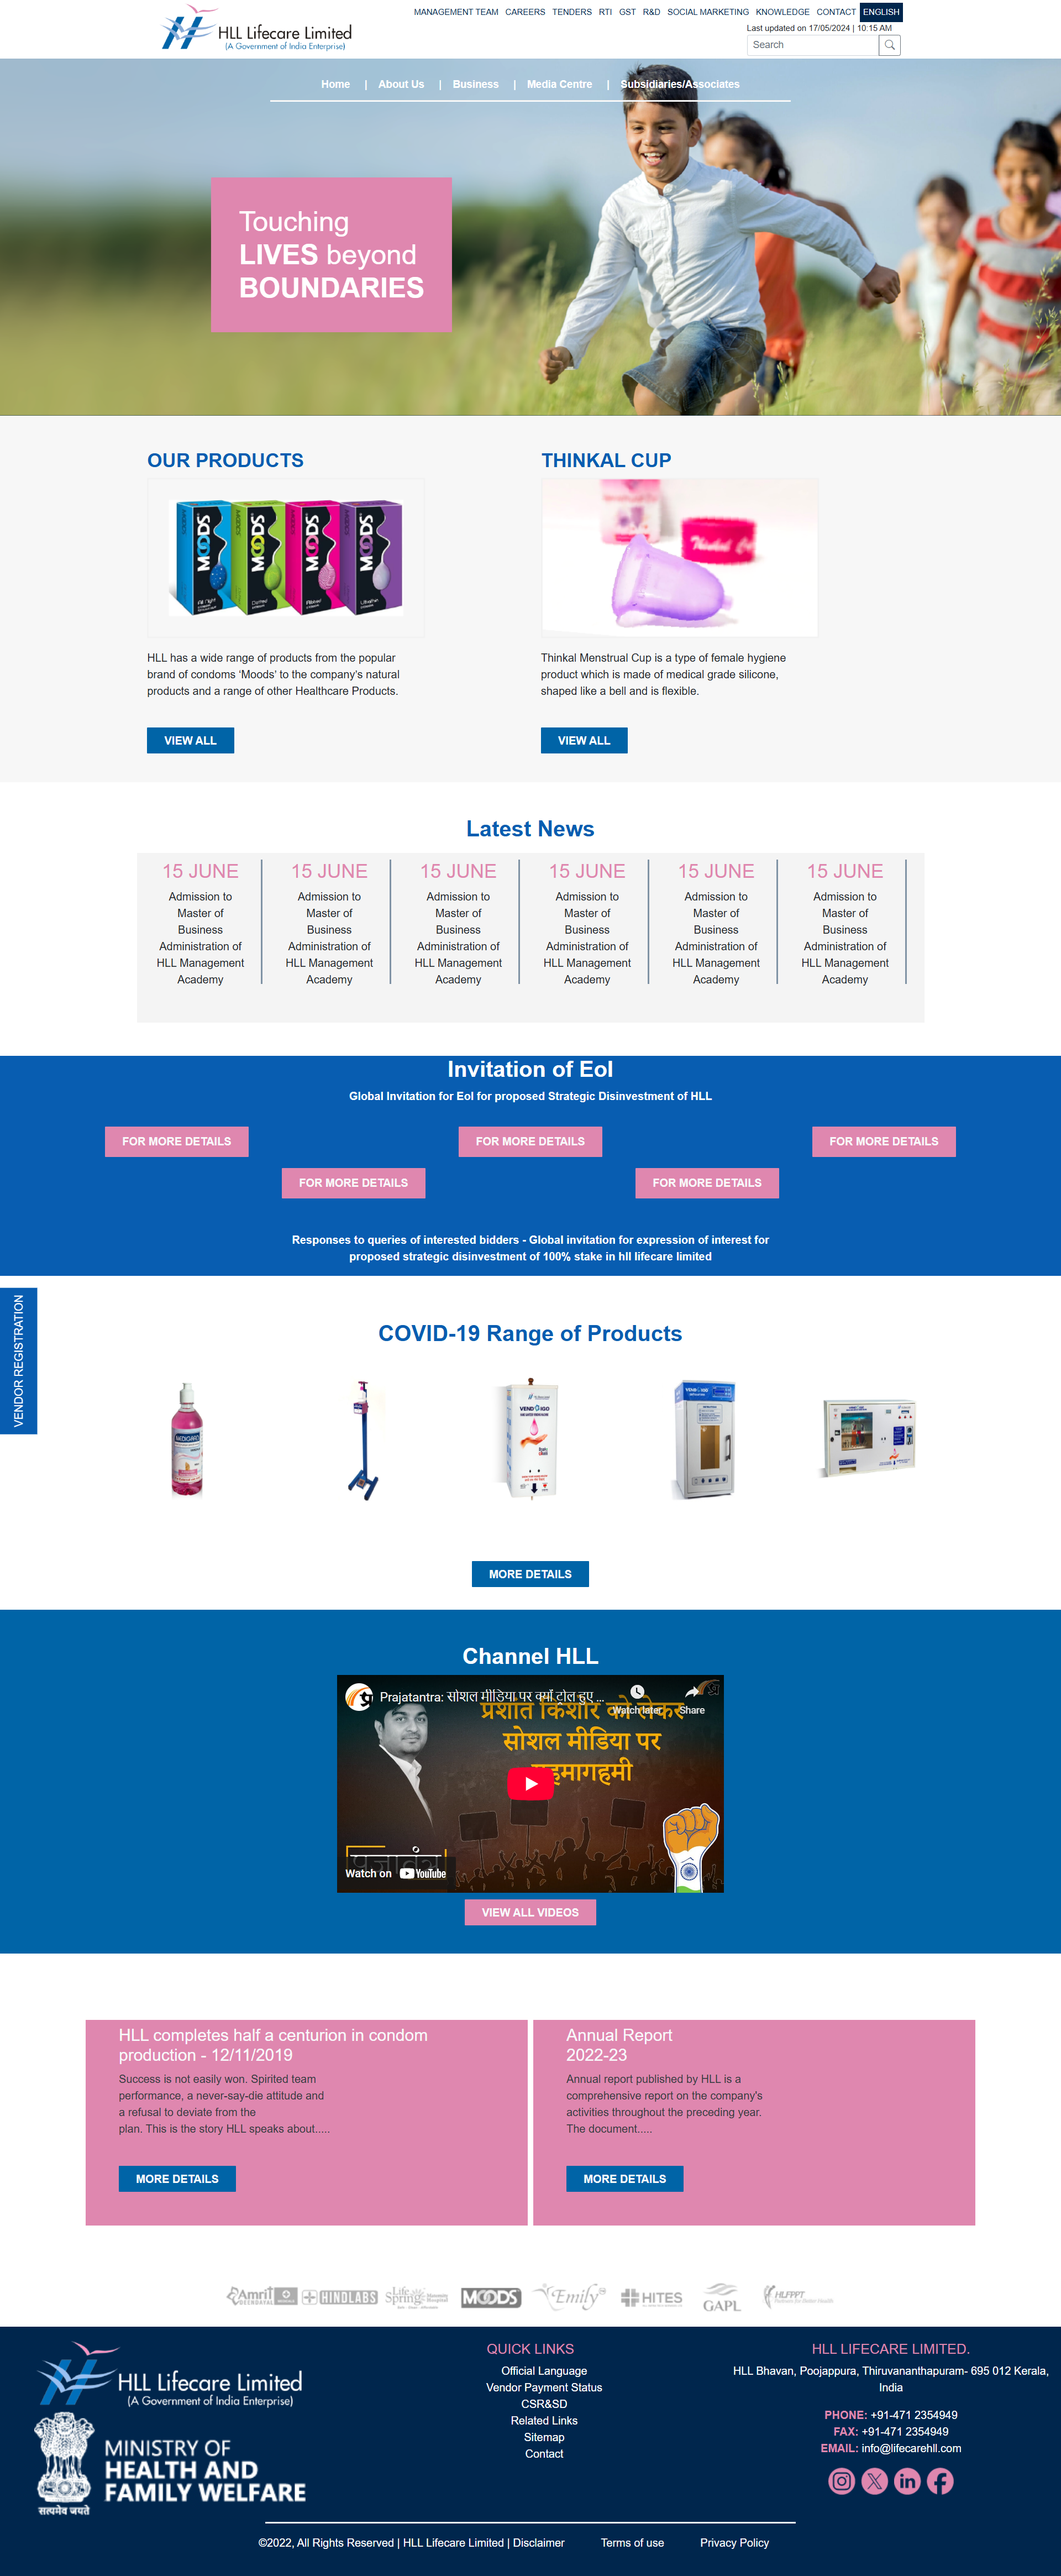 HLL Lifecare Limited
(A Government of India Enterprise)
MANAGEMENT TEAM CAREERS TENDERS RTI GST R&D SOCIAL MARKETING KNOWLEDGE CONTACT ENGLISH
Last updated on 17/05/2024 | 10:15 AM
Search
Home | About Us | Business | Media Centre | Subsidiaries/Associates
Touching
LIVES beyond
BOUNDARIES
OUR PRODUCTS
MOODS MOODS MOODS MOODS
HLL has a wide range of products from the popular
brand of condoms 'Moods' to the company's natural
products and a range of other Healthcare Products.
VIEW ALL
THINKAL CUP
Thinkal Cup
Thinkal Menstrual Cup is a type of female hygiene
product which is made of medical grade silicone,
shaped like a bell and is flexible.
VIEW ALL
Latest News
15 JUNE
Admission to
Master of
Business
Administration of
HLL Management
Academy
15 JUNE
Admission to
Master of
Business
Administration of
HLL Management
Academy
15 JUNE
Admission to
Master of
Business
Administration of
HLL Management
Academy
15 JUNE
Admission to
Master of
Business
Administration of
HLL Management
Academy
15 JUNE
Admission to
Master of
Business
Administration of
HLL Management
Academy
15 JUNE
Admission to
Master of
Business
Administration of
HLL Management
Academy
Invitation of EoI
Global Invitation for EoI for proposed Strategic Disinvestment of HLL
FOR MORE DETAILS FOR MORE DETAILS FOR MORE DETAILS
FOR MORE DETAILS FOR MORE DETAILS
Responses to queries of interested bidders - Global invitation for expression of interest for
proposed strategic disinvestment of 100% stake in hll lifecare limited
VENDOR REGISTRATION
COVID-19 Range of Products
MORE DETAILS
Channel HLL
Prajatantra: सोशल मीडिया पर क्यों ट्रोल हुए ...
Watch later Share
प्रशांत किशोर को लेकर
सोशल मीडिया पर
गहमागहमी
Watch on YouTube
VIEW ALL VIDEOS
HLL completes half a centurion in condom
production - 12/11/2019
Success is not easily won. Spirited team
performance, a never-say-die attitude and
a refusal to deviate from the
plan. This is the story HLL speaks about.....
MORE DETAILS
Annual Report
2022-23
Annual report published by HLL is a
comprehensive report on the company's
activities throughout the preceding year.
The document.....
MORE DETAILS
Amrit HINDLABS Life Spring MOODS Emily HITES GAPL HLFPPT
HLL Lifecare Limited
(A Government of India Enterprise)
सत्यमेव जयते
MINISTRY OF
HEALTH AND
FAMILY WELFARE
QUICK LINKS
Official Language
Vendor Payment Status
CSR&SD
Related Links
Sitemap
Contact
HLL LIFECARE LIMITED.
HLL Bhavan, Poojappura, Thiruvananthapuram- 695 012 Kerala,
India
PHONE: +91-471 2354949
FAX: +91-471 2354949
EMAIL: info@lifecarehll.com
©2022, All Rights Reserved | HLL Lifecare Limited | Disclaimer Terms of use Privacy Policy